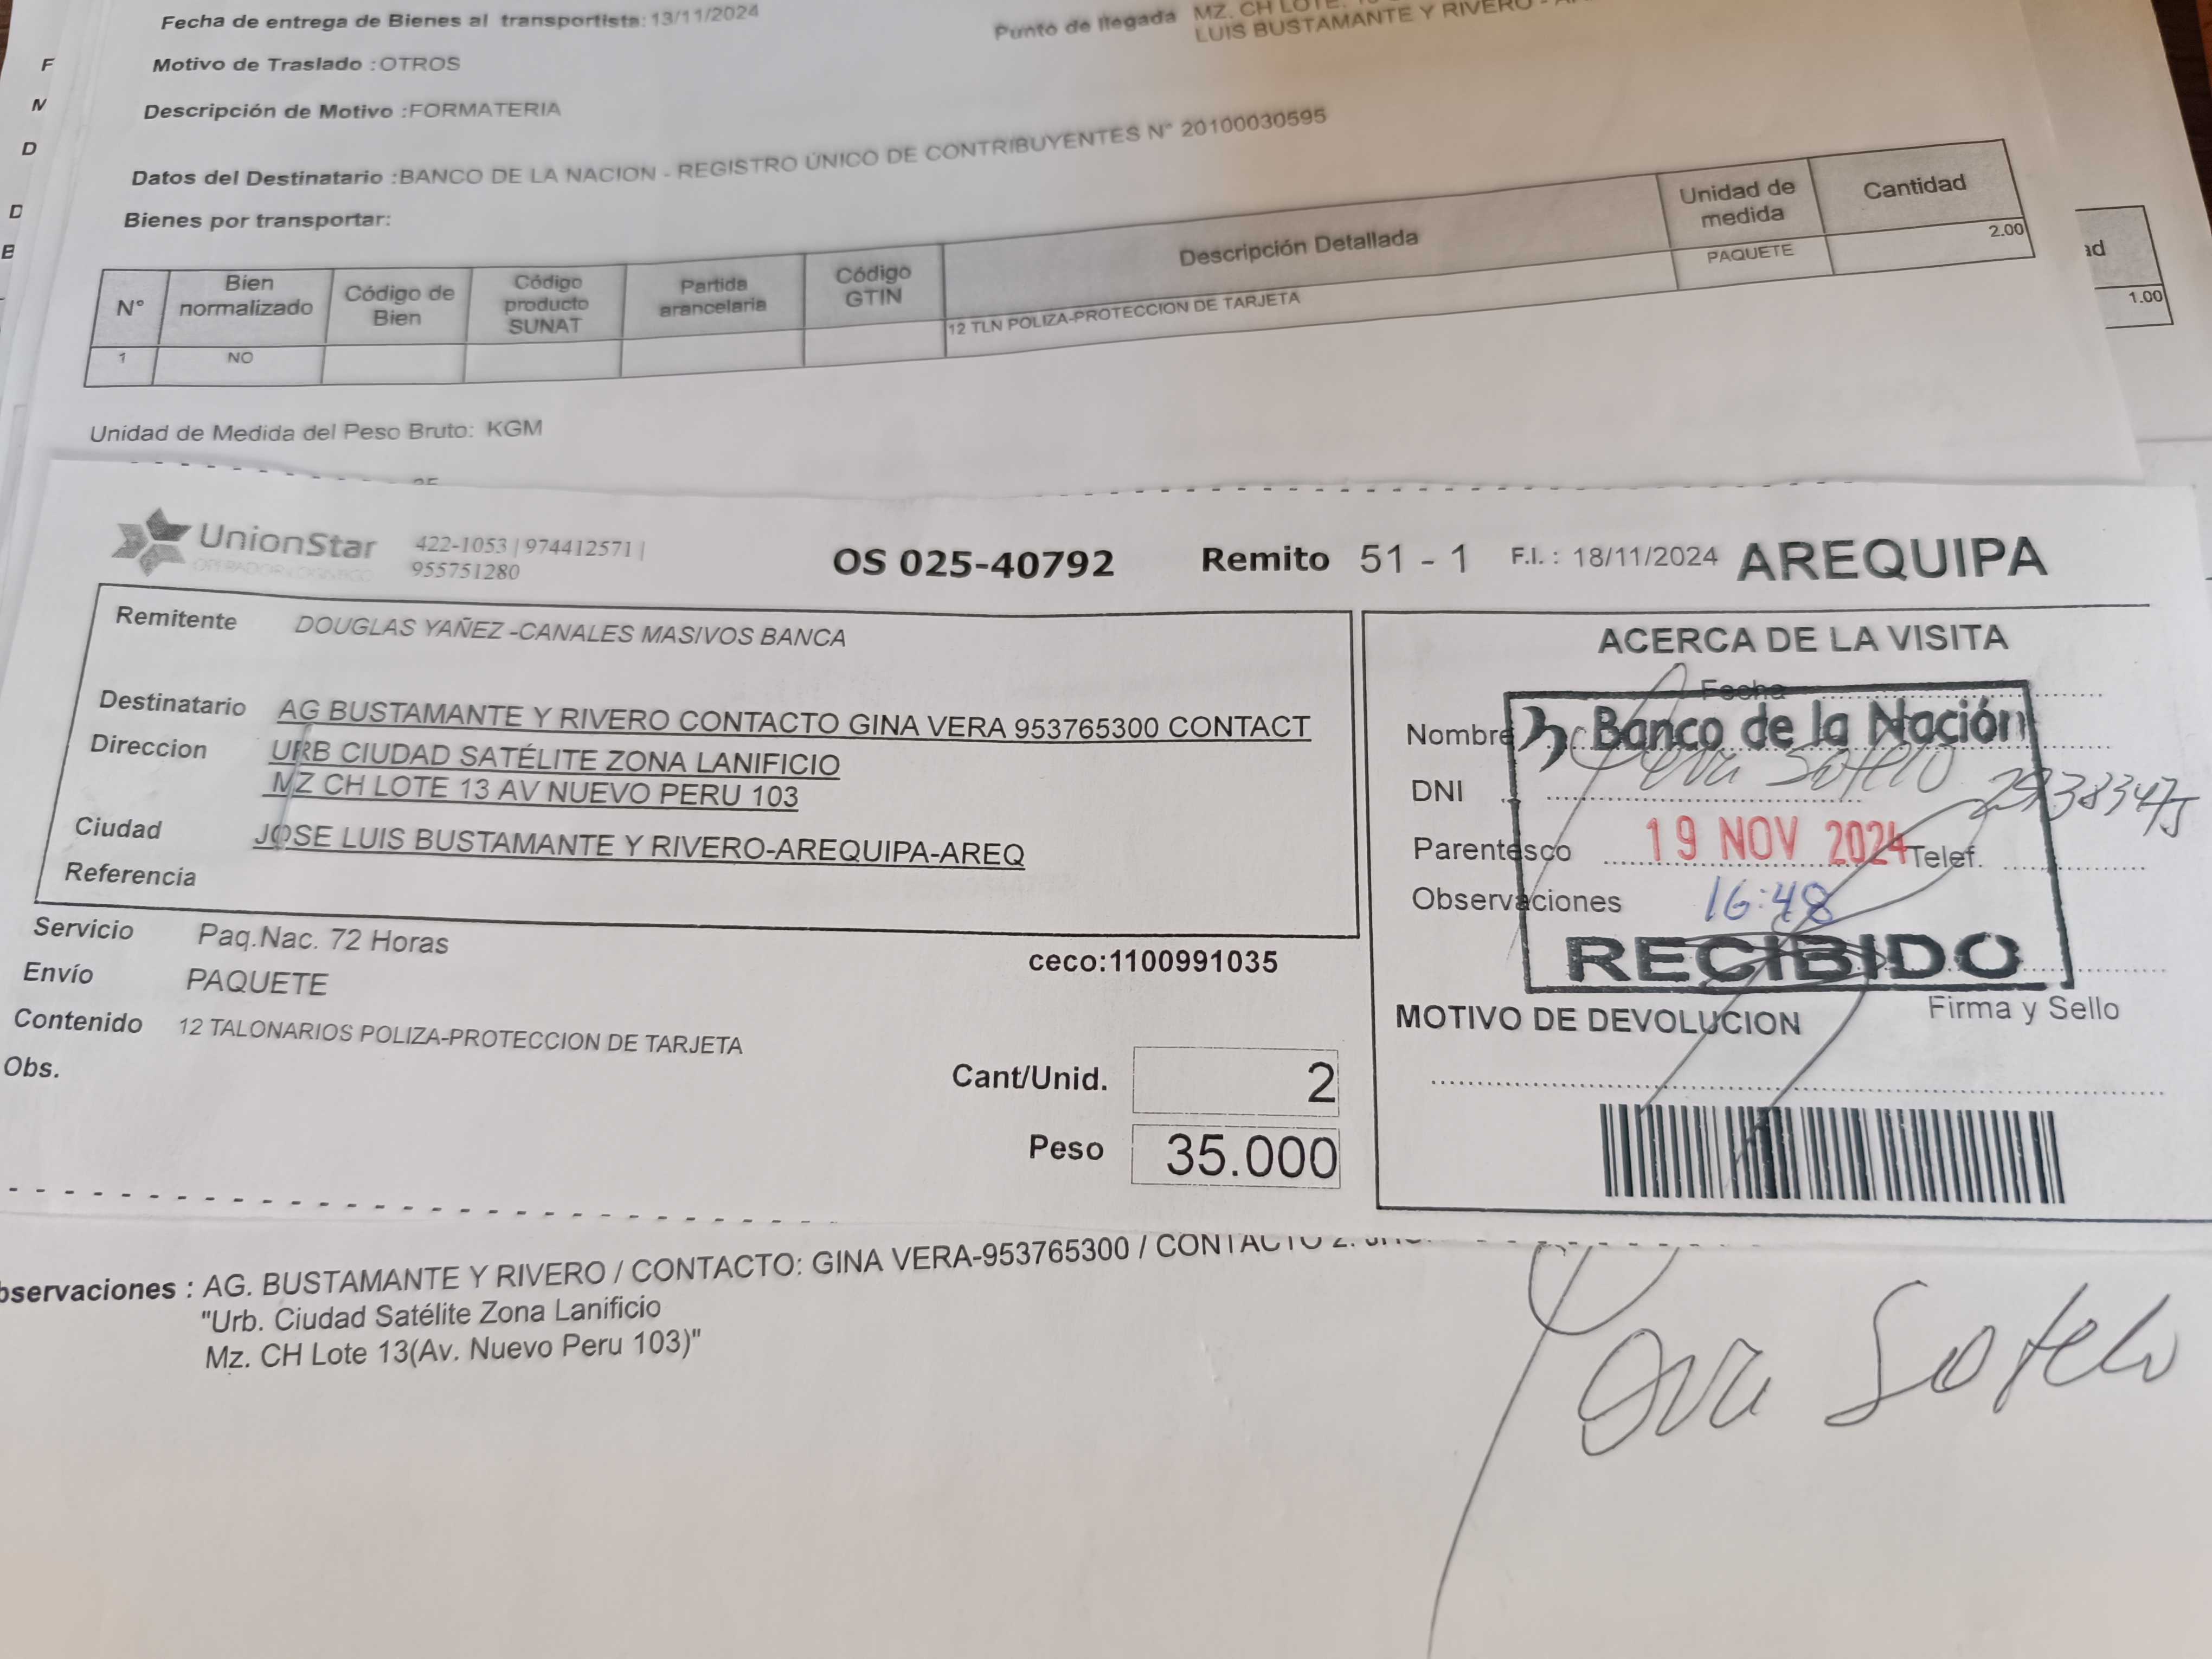 Fecha de entrega de Bienes al transportista: 13/11/2024
Punto de llegada
MZ. CH LOTE.
LUIS BUSTAMANTE Y RIVERO -
Motivo de Traslado :OTROS
Descripción de Motivo :FORMATERIA
Datos del Destinatario :BANCO DE LA NACION - REGISTRO ÚNICO DE CONTRIBUYENTES N° 20100030595
Bienes por transportar:
N° Bien normalizado Código de Bien Código producto SUNAT Partida arancelaria Código GTIN Descripción Detallada Unidad de medida Cantidad
1 NO 12 TLN POLIZA-PROTECCION DE TARJETA PAQUETE 2.00
ad
1.00
F
M
D
D
B
Unidad de Medida del Peso Bruto: KGM
UnionStar
OPERADOR LOGISTICO
422-1053 | 974412571 |
955751280
OS 025-40792 Remito 51 - 1 F.I. : 18/11/2024 AREQUIPA
Remitente DOUGLAS YAÑEZ -CANALES MASIVOS BANCA
Destinatario AG BUSTAMANTE Y RIVERO CONTACTO GINA VERA 953765300 CONTACT
Direccion URB CIUDAD SATÉLITE ZONA LANIFICIO
MZ CH LOTE 13 AV NUEVO PERU 103
Ciudad JOSE LUIS BUSTAMANTE Y RIVERO-AREQUIPA-AREQ
Referencia
Servicio Paq.Nac. 72 Horas
ceco:1100991035
Envío PAQUETE
Contenido 12 TALONARIOS POLIZA-PROTECCION DE TARJETA
Obs.
Cant/Unid. 2
Peso 35.000
ACERCA DE LA VISITA
Fecha
Nombre
Banco de la Nación
Sotelo
DNI
Parentesco
19 NOV 2024
Telef.
Observaciones
16:48
RECIBIDO
Firma y Sello
MOTIVO DE DEVOLUCION
bservaciones : AG. BUSTAMANTE Y RIVERO / CONTACTO: GINA VERA-953765300 / CONTACTO 2:
"Urb. Ciudad Satélite Zona Lanificio
Mz. CH Lote 13(Av. Nuevo Peru 103)"
Sotelo